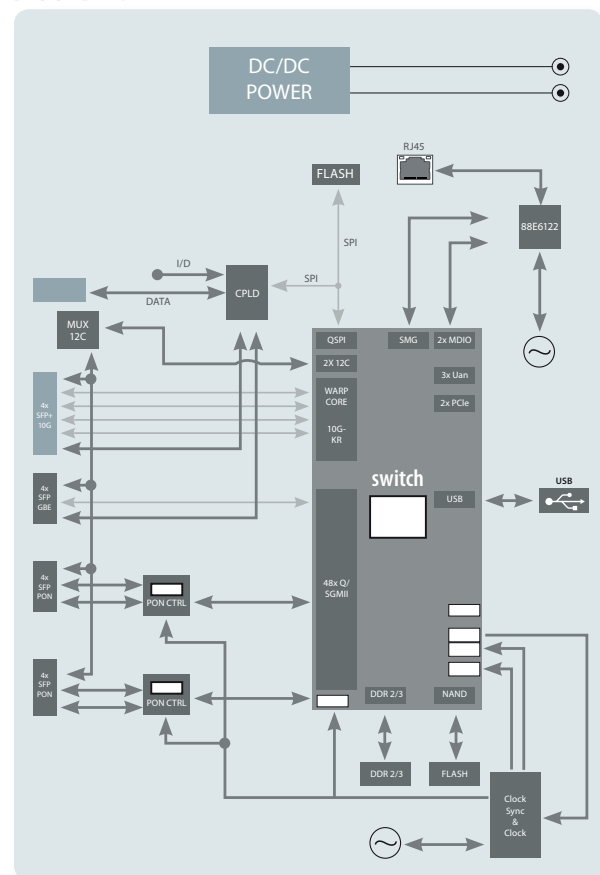 DC/DC
POWER
RJ45
FLASH
88E6122
SPI
I/D
SPI
CPLD
DATA
MUX
12C
QSPI
SMG
2x MDIO
2X 12C
3x Uan
WARP
CORE
2x PCIe
4x
SFP+
10G
10G-
KR
switch
USB
4x
SFP
GBE
USB
48x Q/
SGMII
4x
SFP
PON
PON CTRL
4x
SFP
PON
PON CTRL
DDR 2/3
NAND
DDR 2/3
FLASH
Clock
Sync
&
Clock